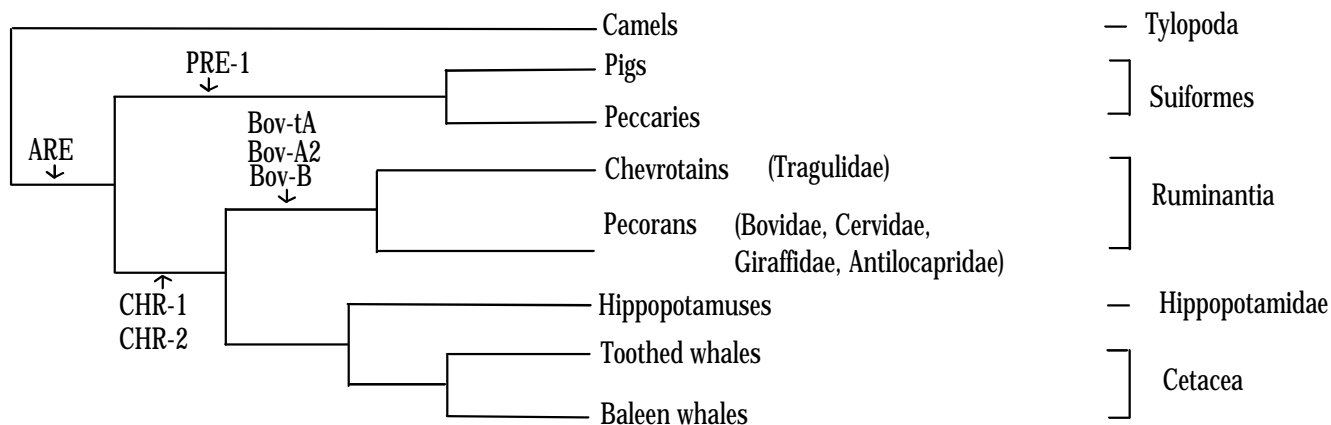 Camels
Tylopoda
PRE-1
Pigs
Suiformes
Peccaries
ARE
Bov-tA
Bov-A2
Bov-B
Chevrotains (Tragulidae)
Ruminantia
Pecorans (Bovidae, Cervidae,
Giraffidae, Antilocapridae)
CHR-1
CHR-2
Hippopotamuses
Hippopotamidae
Toothed whales
Cetacea
Baleen whales